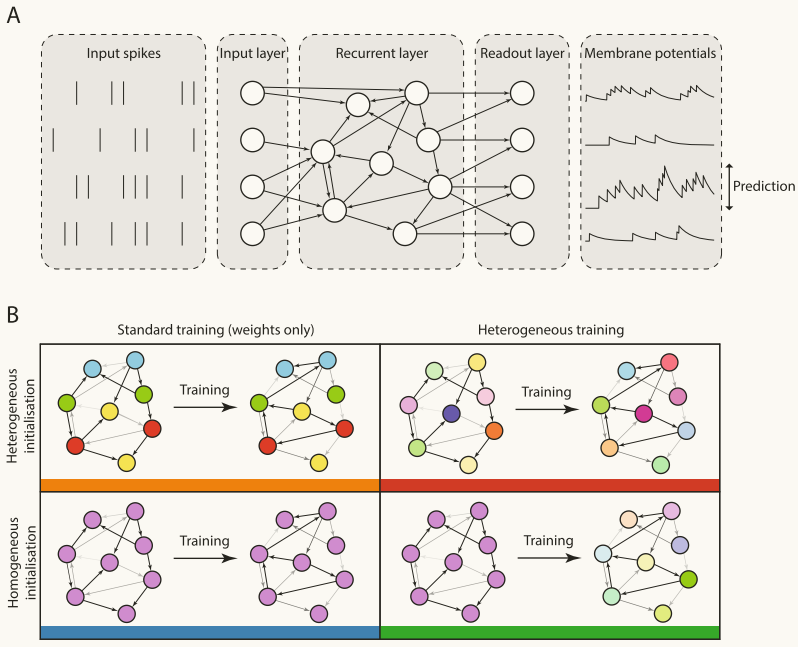 A
Input spikes
Input layer
Recurrent layer
Readout layer
Membrane potentials
Prediction
B
Standard training (weights only)
Heterogeneous training
Heterogeneous
initialisation
Training
Training
Homogeneous
initialisation
Training
Training